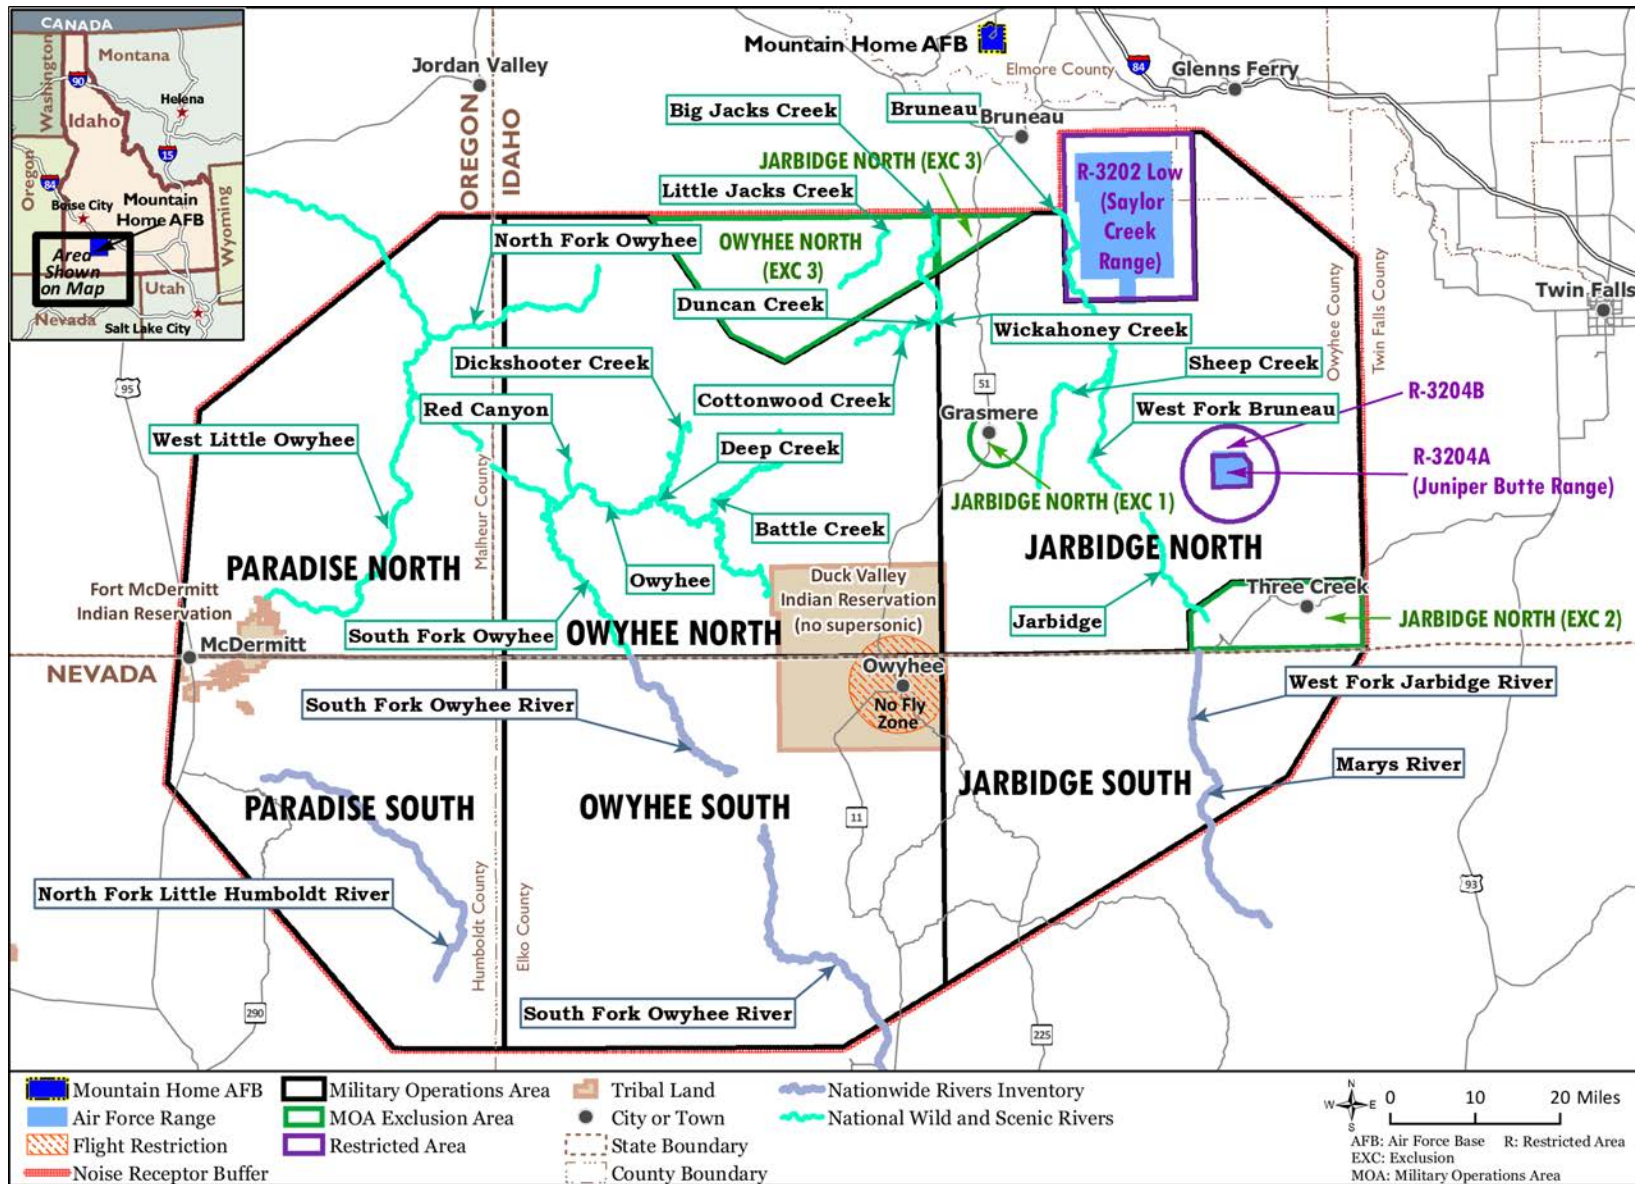 CANADA
Washington
Montana
90
Helena
Idaho
15
Oregon
84
Boise City
Mountain
Home AFB
Wyoming
Area
Shown
on Map
Utah
Nevada
Salt Lake City
Jordan Valley
OREGON
IDAHO
Mountain Home AFB
Elmore County
84
Glenns Ferry
Big Jacks Creek
Bruneau
Bruneau
JARBIDGE NORTH (EXC 3)
Little Jacks Creek
R-3202 Low
(Saylor
Creek
Range)
North Fork Owyhee
OWYHEE NORTH
(EXC 3)
Duncan Creek
Wickahoney Creek
Twin Falls
Owyhee County
Twin Falls County
95
Dickshooter Creek
Sheep Creek
51
Red Canyon
Cottonwood Creek
Grasmere
West Fork Bruneau
R-3204B
West Little Owyhee
Deep Creek
R-3204A
(Juniper Butte Range)
Malheur County
JARBIDGE NORTH (EXC 1)
Battle Creek
PARADISE NORTH
Owyhee
JARBIDGE NORTH
Fort McDermitt
Indian Reservation
Duck Valley
Indian Reservation
(no supersonic)
Three Creek
Jarbidge
JARBIDGE NORTH (EXC 2)
South Fork Owyhee
OWYHEE NORTH
McDermitt
NEVADA
Owyhee
No Fly
Zone
West Fork Jarbidge River
South Fork Owyhee River
Marys River
PARADISE SOUTH
OWYHEE SOUTH
JARBIDGE SOUTH
11
North Fork Little Humboldt River
Humboldt County
Elko County
93
South Fork Owyhee River
290
225
Mountain Home AFB
Air Force Range
Flight Restriction
Noise Receptor Buffer
Military Operations Area
MOA Exclusion Area
Restricted Area
Tribal Land
City or Town
State Boundary
County Boundary
Nationwide Rivers Inventory
National Wild and Scenic Rivers
N
W E
S
0 10 20 Miles
AFB: Air Force Base R: Restricted Area
EXC: Exclusion
MOA: Military Operations Area